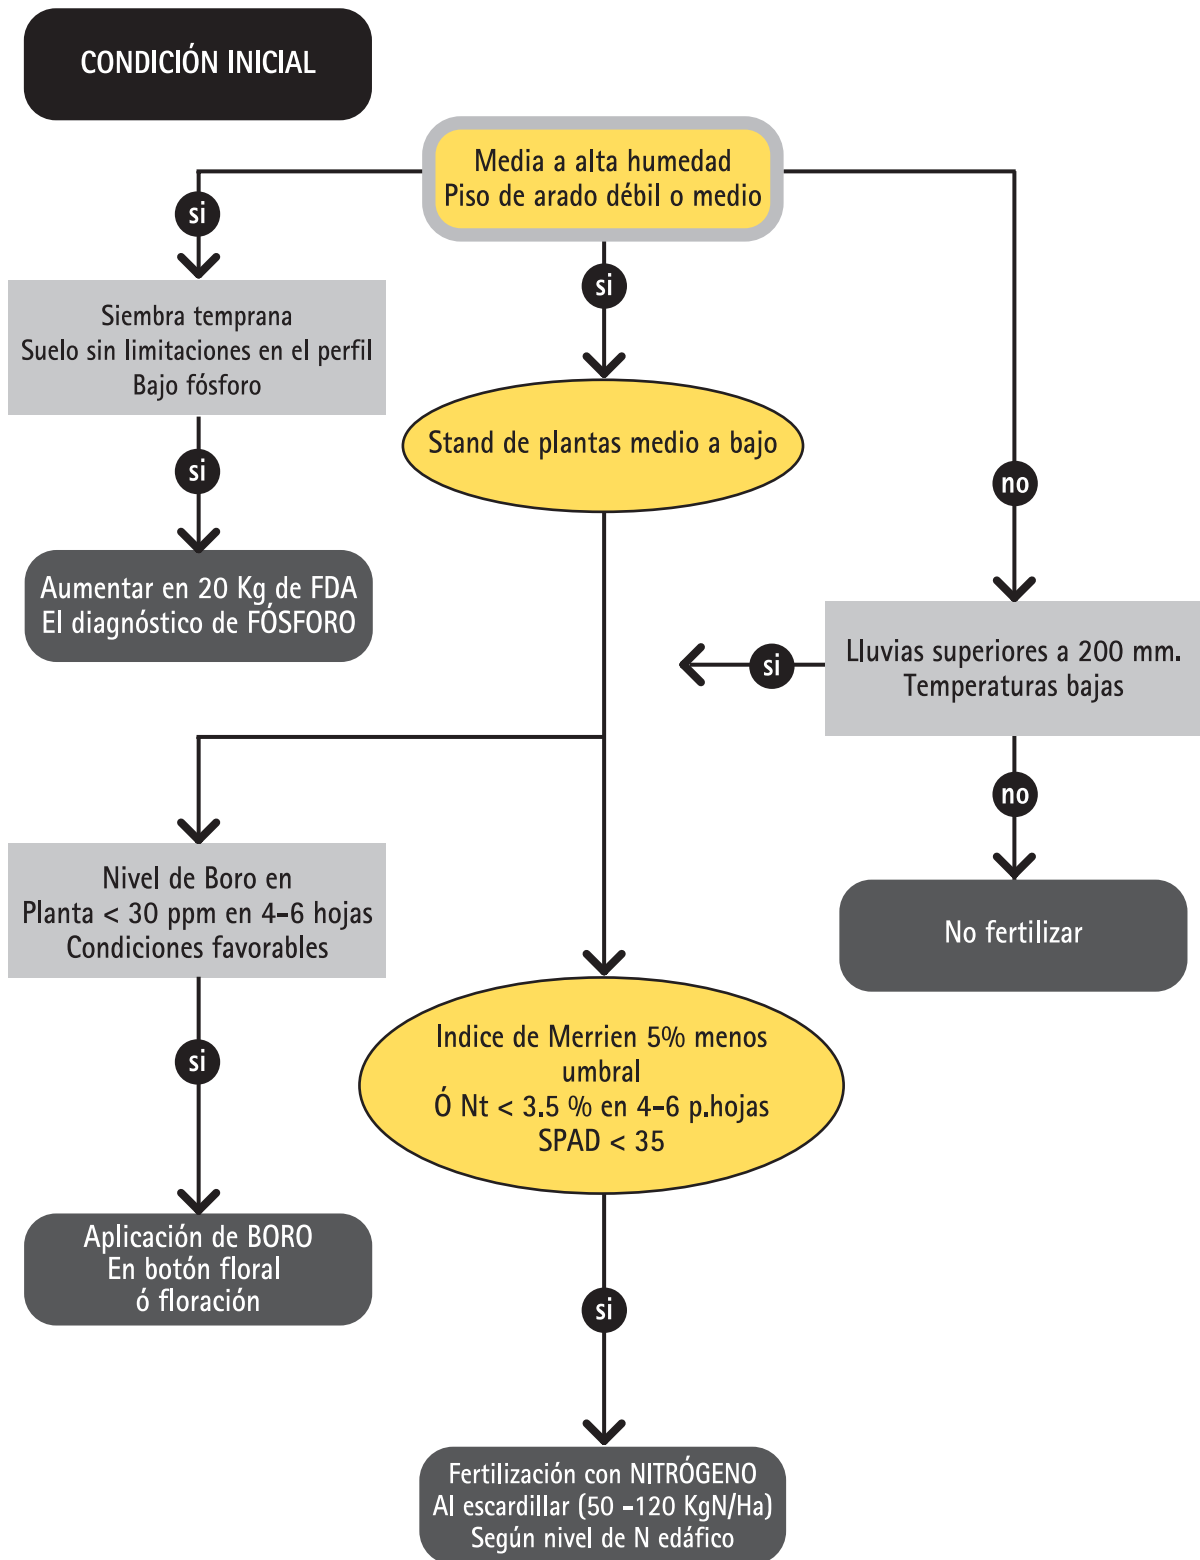 CONDICIÓN INICIAL
Media a alta humedad
Piso de arado débil o medio
si
si
Siembra temprana
Suelo sin limitaciones en el perfil
Bajo fósforo
Stand de plantas medio a bajo
si
no
Aumentar en 20 Kg de FDA
El diagnóstico de FÓSFORO
Lluvias superiores a 200 mm.
Temperaturas bajas
si
no
Nivel de Boro en
Planta < 30 ppm en 4-6 hojas
Condiciones favorables
No fertilizar
Indice de Merrien 5% menos
umbral
Ó Nt < 3.5 % en 4-6 p.hojas
SPAD < 35
si
Aplicación de BORO
En botón floral
ó floración
si
Fertilización con NITRÓGENO
Al escardillar (50 -120 KgN/Ha)
Según nivel de N edáfico